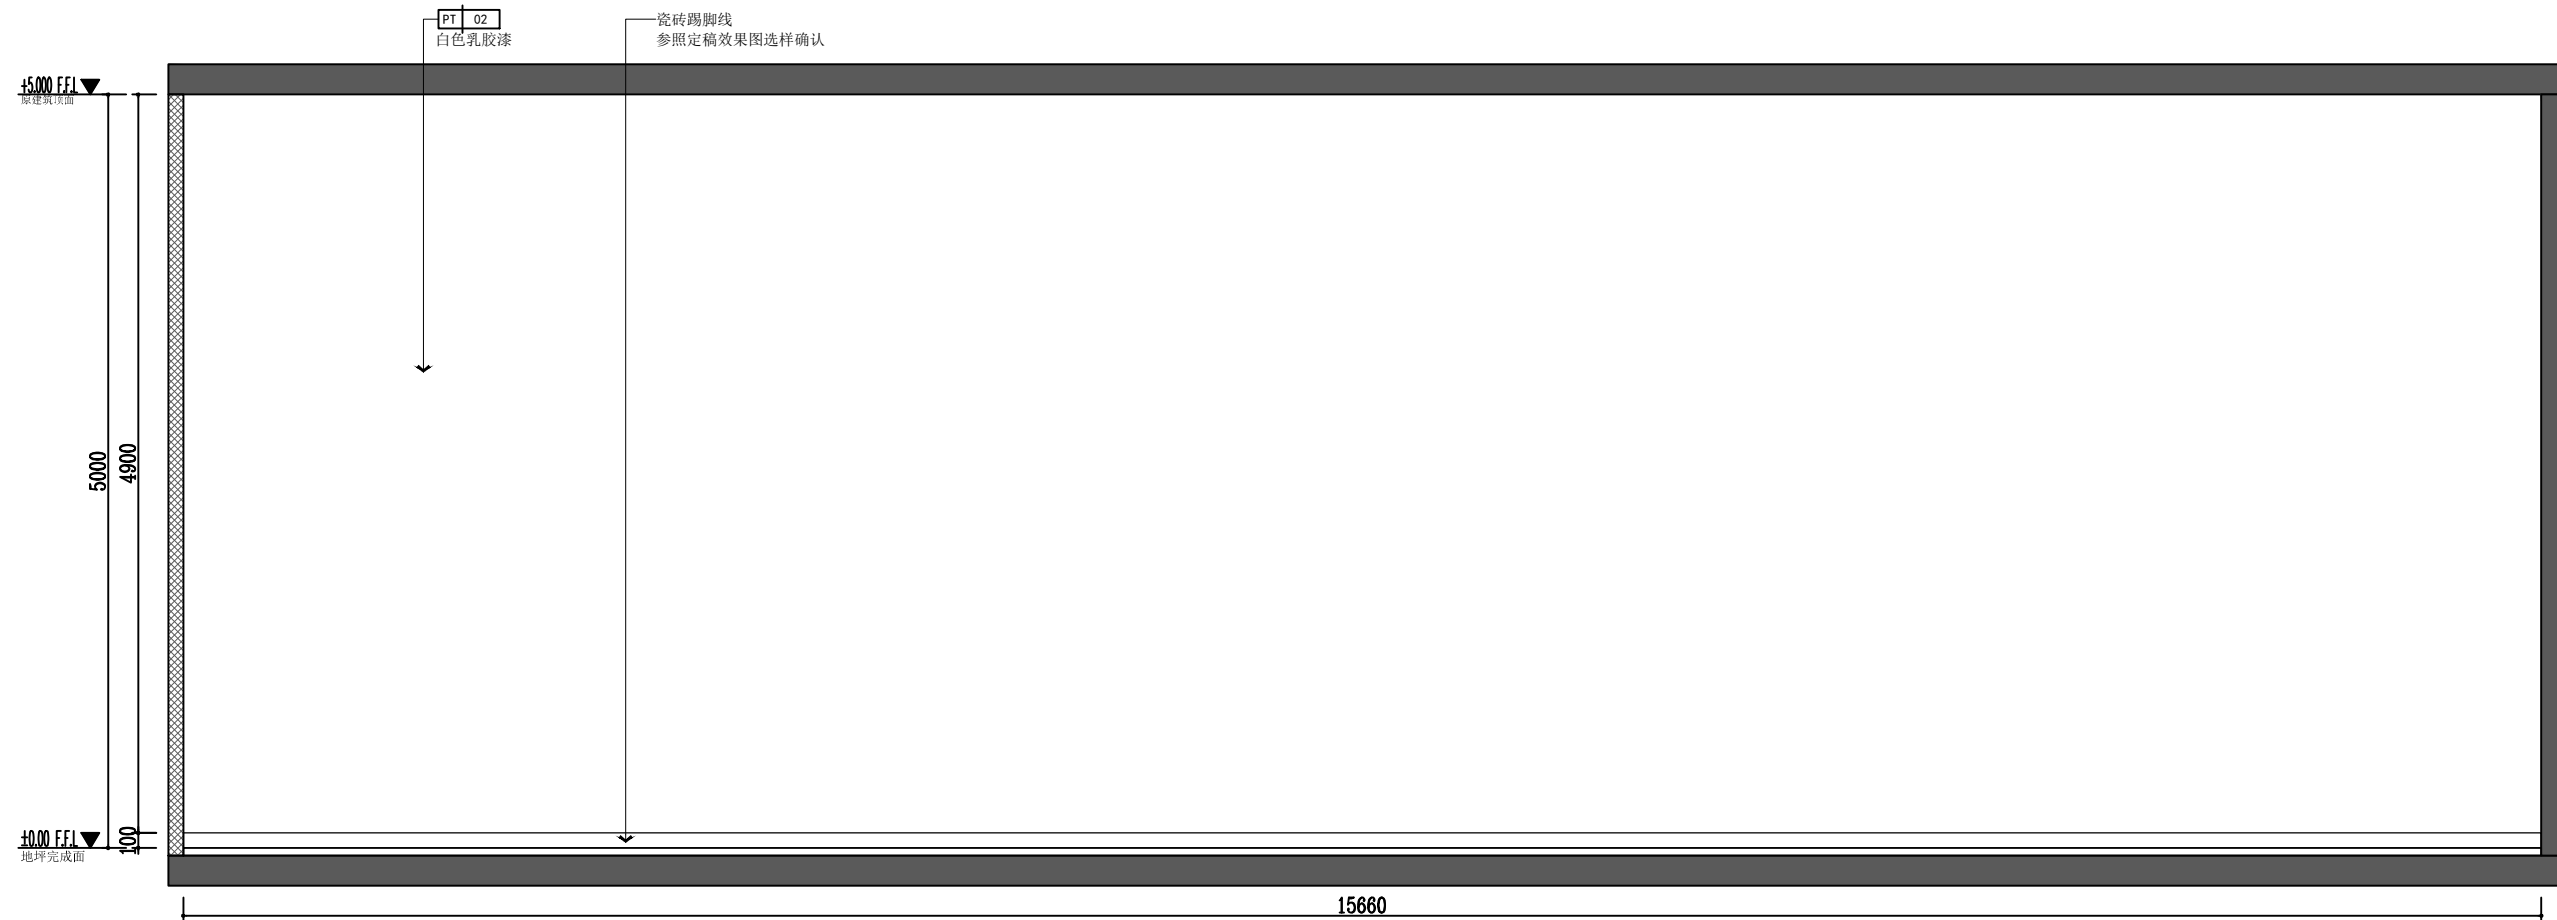 PT 02
白色乳胶漆
瓷砖踢脚线
参照定稿效果图选样确认
+5.000 F.F.L
原建筑顶面
5000
4900
100
±0.00 F.F.L
地坪完成面
15660